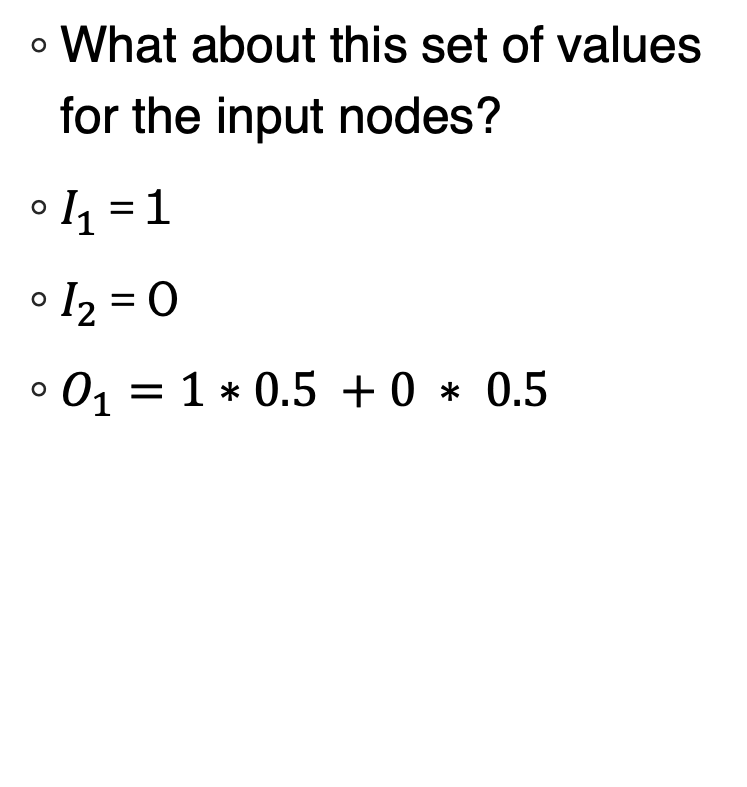 ◦ What about this set of values
for the input nodes?
◦ I₁ = 1
◦ I₂ = 0
◦ O₁ = 1 ∗ 0.5 + 0 ∗ 0.5